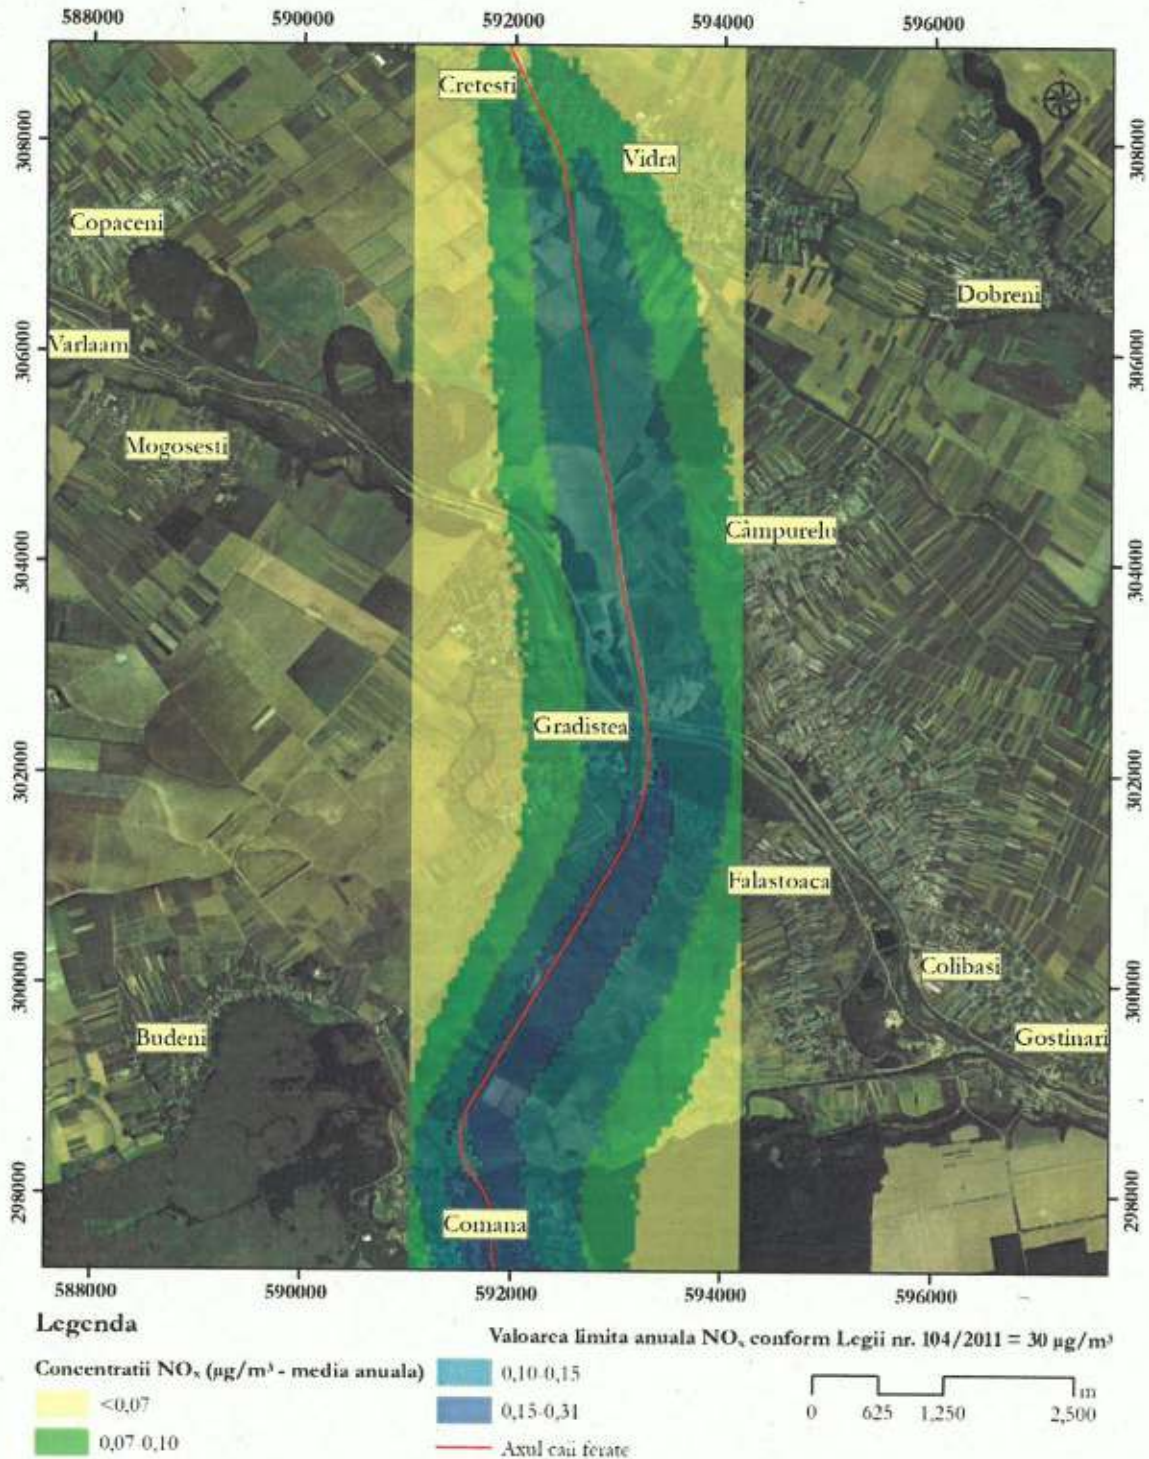 588000 590000 592000 594000 596000
Cretesti
308000
308000
Vidra
Copaceni
Dobreni
Varlaam
306000
306000
Mogosesti
Câmpurelu
304000
304000
Gradistea
302000
302000
Falastoaca
Colibasi
300000
300000
Budeni
Gostinari
298000
298000
Comana
588000 590000 592000 594000 596000
Legenda
Valoarea limita anuala NOx conform Legii nr. 104/2011 = 30 µg/m³
Concentratii NOx (µg/m³ - media anuala)
<0,07
0,07-0,10
0,10-0,15
0,15-0,31
Axul caii ferate
m
0 625 1,250 2,500